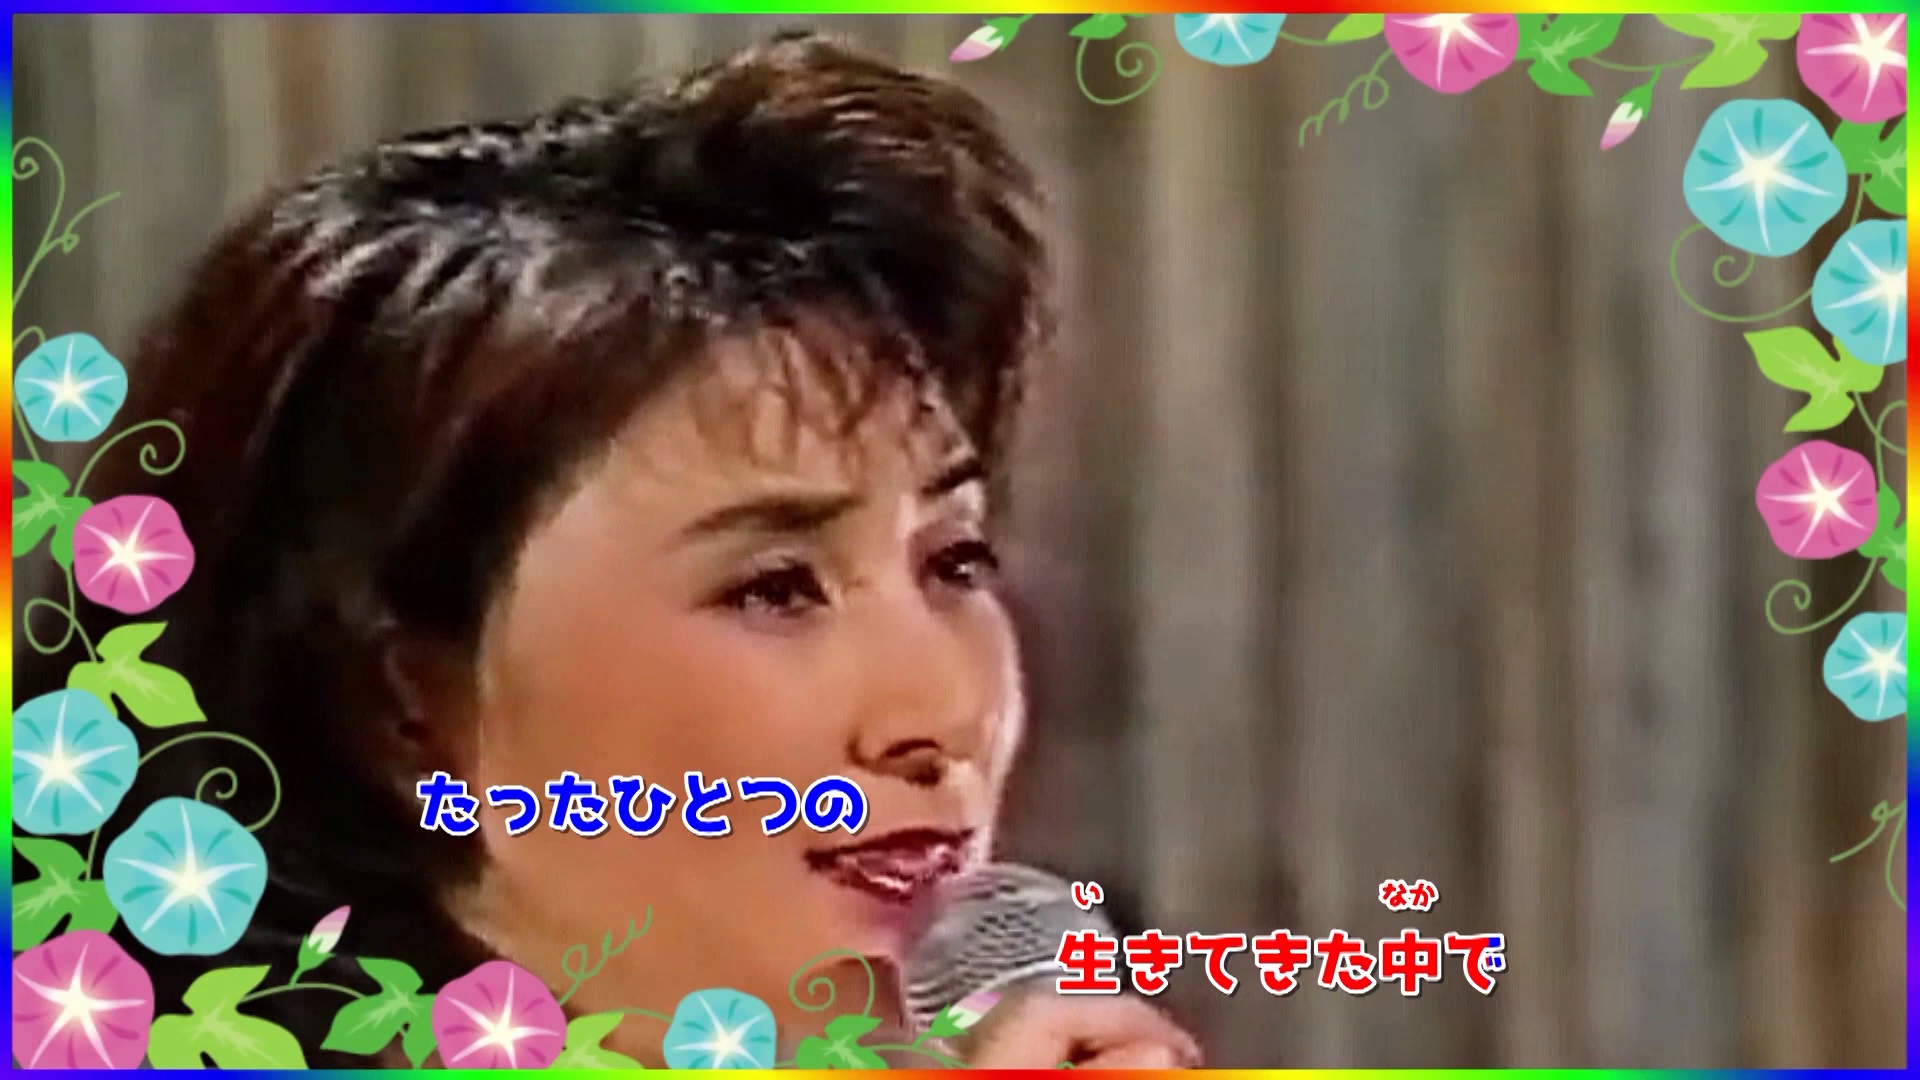 たったひとつの
い なか
生きてきた中で